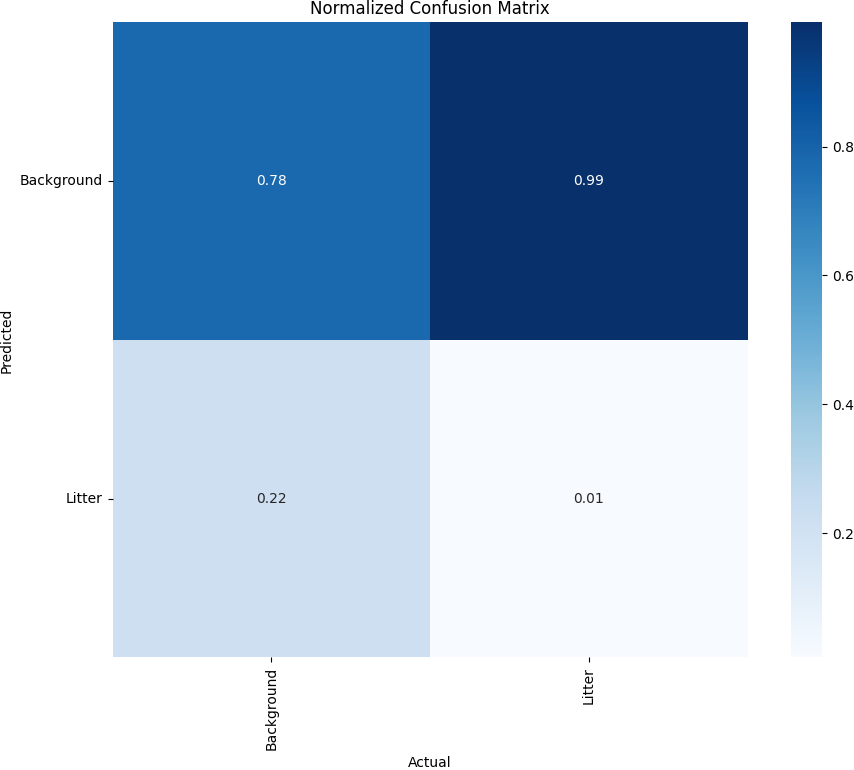 Normalized Confusion Matrix
Background
0.78
0.99
Litter
0.22
0.01
Predicted
Background
Litter
Actual
0.8
0.6
0.4
0.2